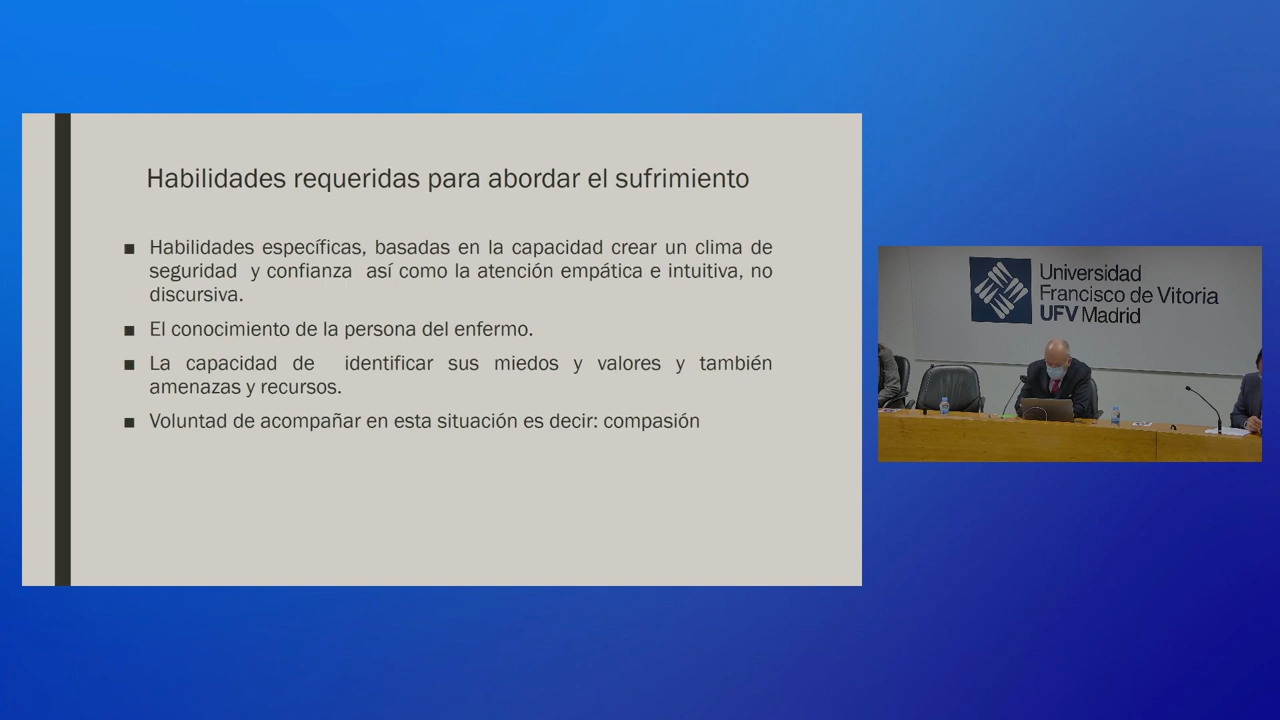 Habilidades requeridas para abordar el sufrimiento
■ Habilidades específicas, basadas en la capacidad crear un clima de
seguridad y confianza así como la atención empática e intuitiva, no
discursiva.
■ El conocimiento de la persona del enfermo.
■ La capacidad de identificar sus miedos y valores y también
amenazas y recursos.
■ Voluntad de acompañar en esta situación es decir: compasión
Universidad
Francisco de Vitoria
UFV Madrid